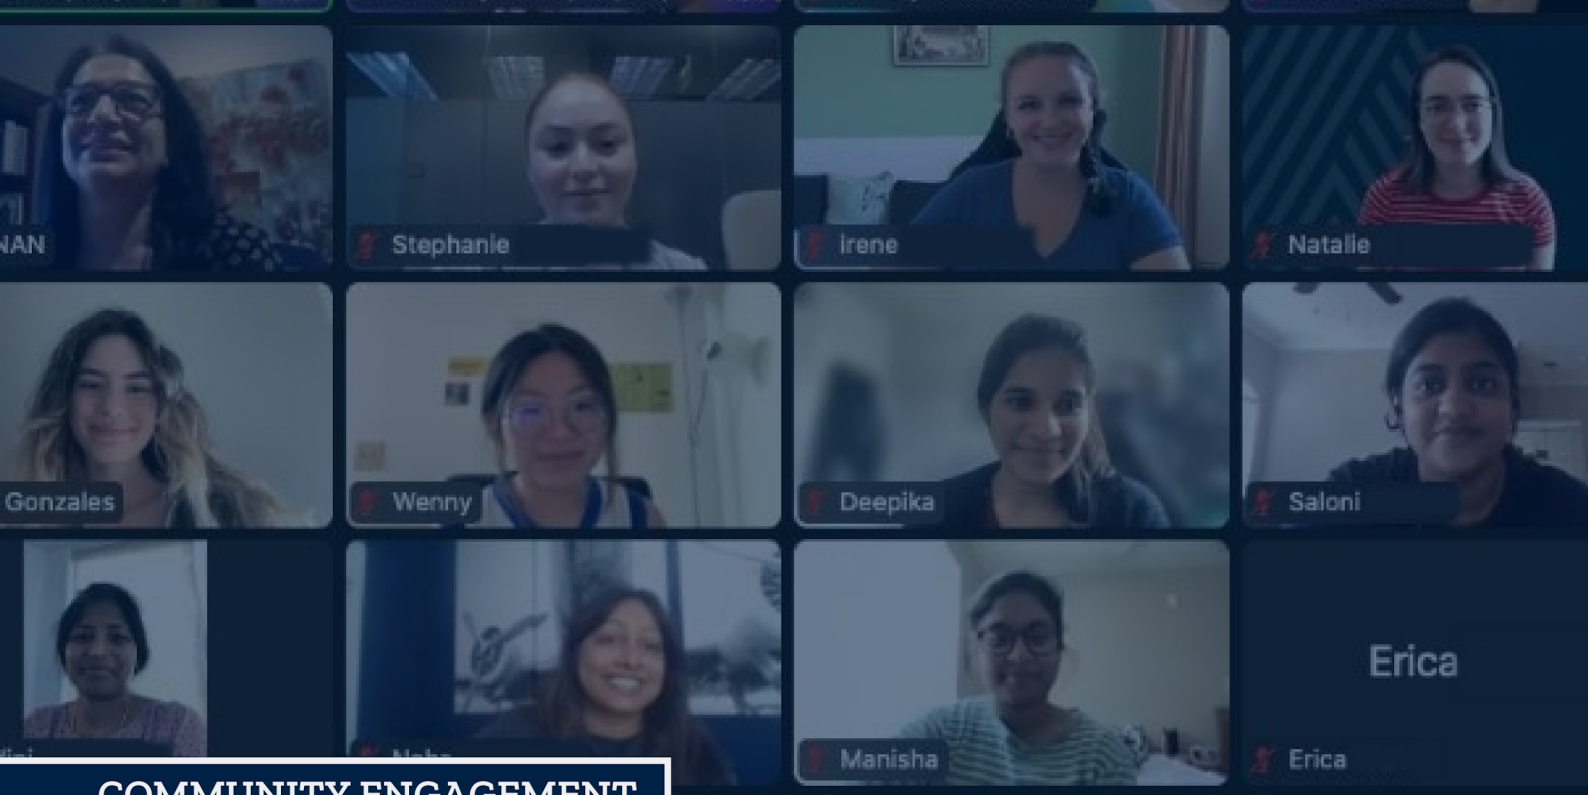 NAN
Stephanie
irene
Natalie
Gonzales
Wenny
Deepika
Saloni
Erica
Manisha
Erica
COMMUNITY ENGAGEMENT